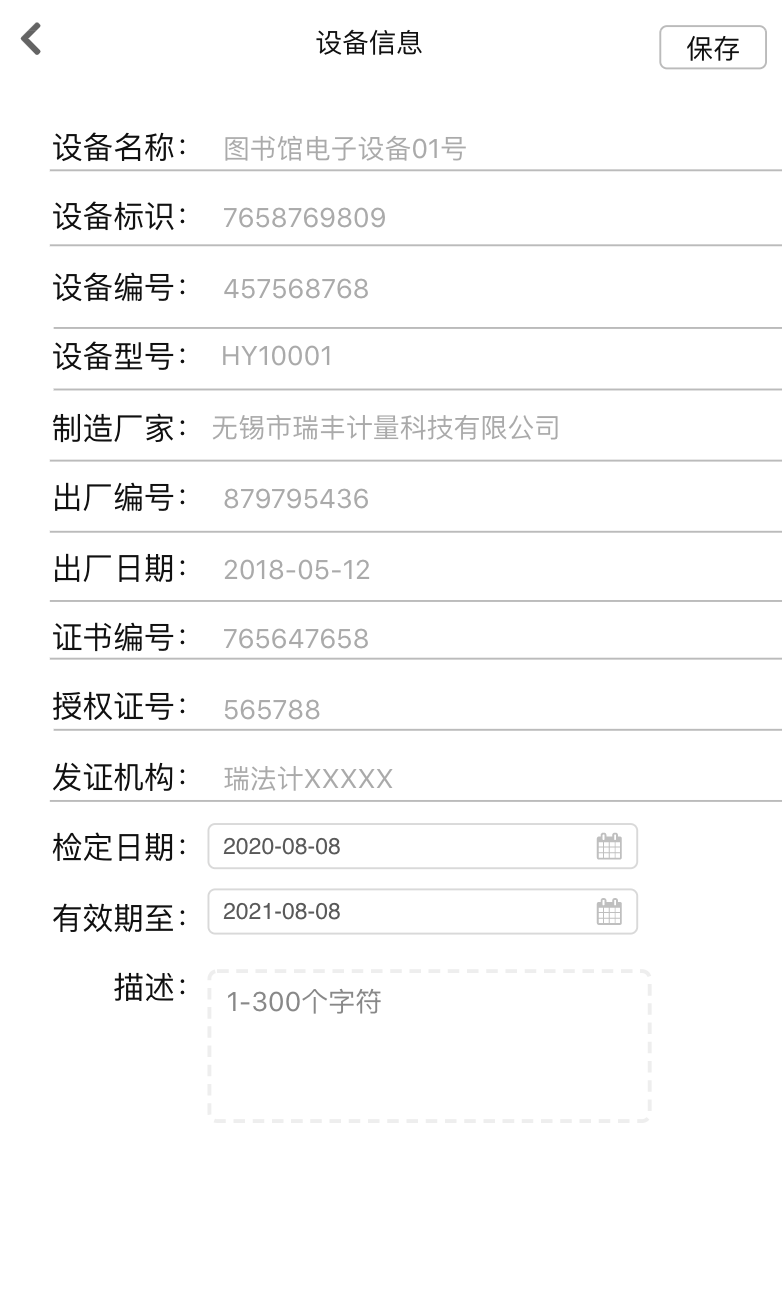 设备信息
保存
设备名称： 图书馆电子设备01号
设备标识： 7658769809
设备编号： 457568768
设备型号： HY10001
制造厂家： 无锡市瑞丰计量科技有限公司
出厂编号： 879795436
出厂日期： 2018-05-12
证书编号： 765647658
授权证号： 565788
发证机构： 瑞法计XXXXX
检定日期： 2020-08-08
有效期至： 2021-08-08
描述： 1-300个字符